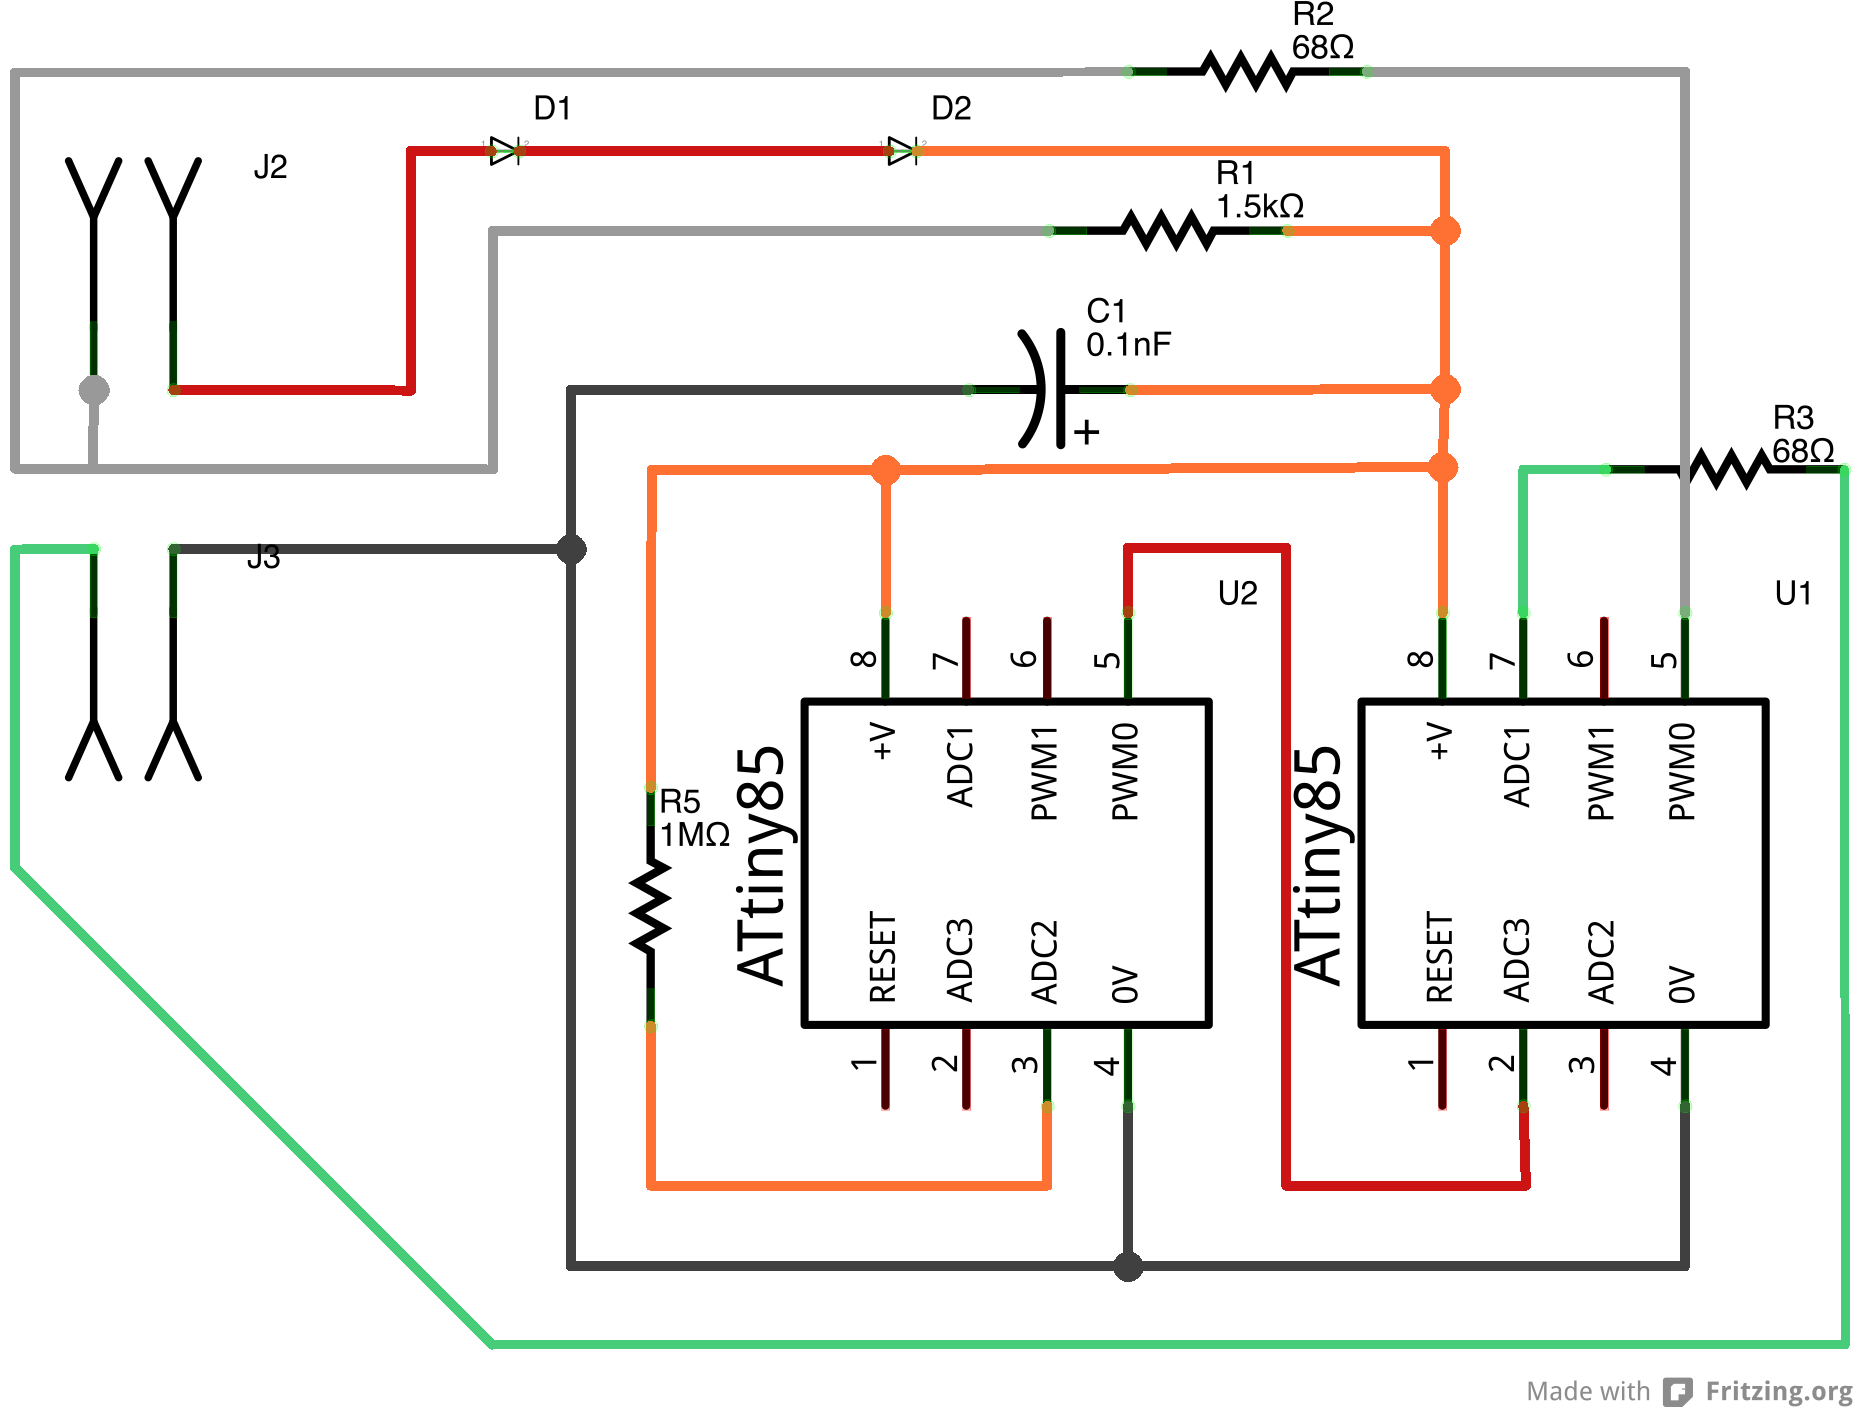 R2
68Ω
D1
D2
J2
R1
1.5kΩ
C1
0.1nF
+
R3
68Ω
J3
U2
U1
8
7
6
5
8
7
6
5
+V
ADC1
PWM1
PWM0
+V
ADC1
PWM1
PWM0
R5
1MΩ
ATtiny85
ATtiny85
RESET
ADC3
ADC2
0V
RESET
ADC3
ADC2
0V
1
2
3
4
1
2
3
4
Made with Fritzing.org